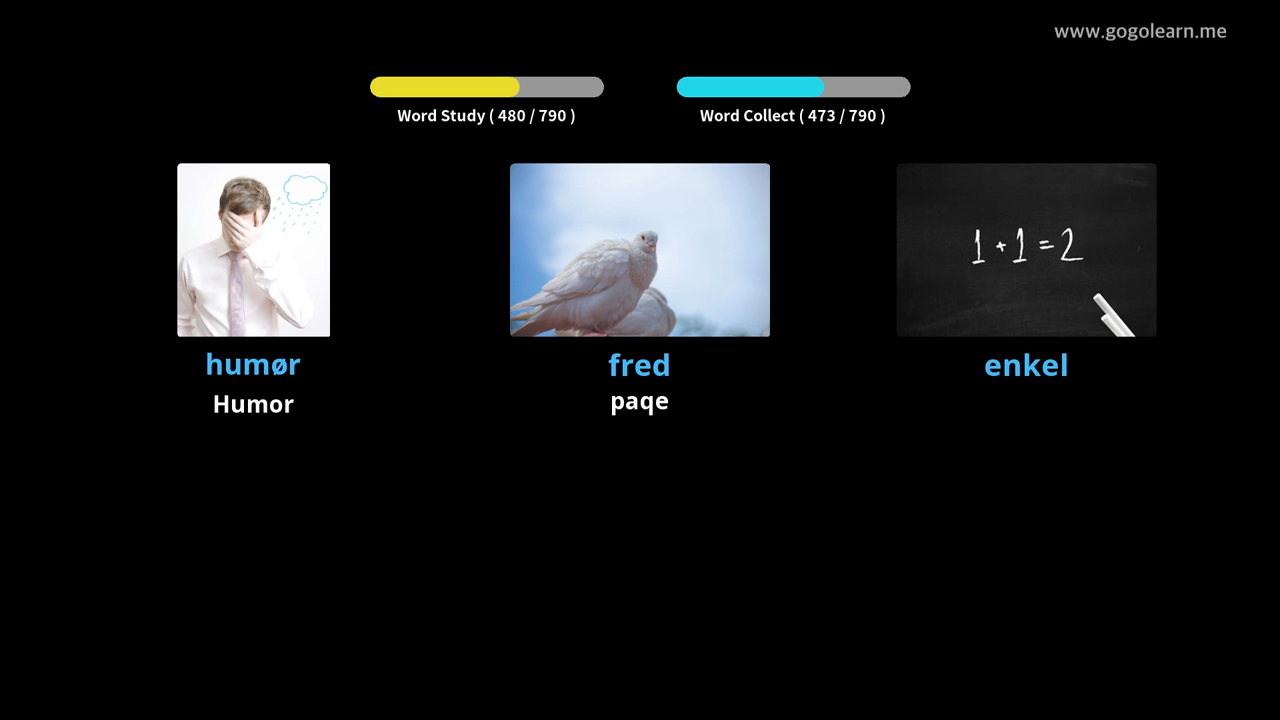 www.gogolearn.me
Word Study ( 480 / 790 )
Word Collect ( 473 / 790 )
1 + 1 = 2
humør
fred
enkel
Humor
paqe